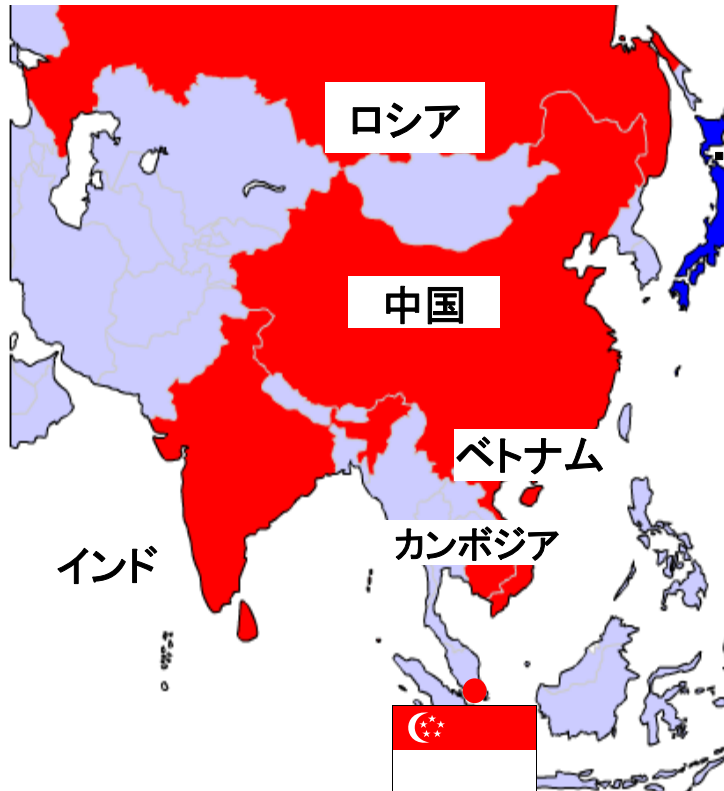 ロシア
中国
ベトナム
カンボジア
インド